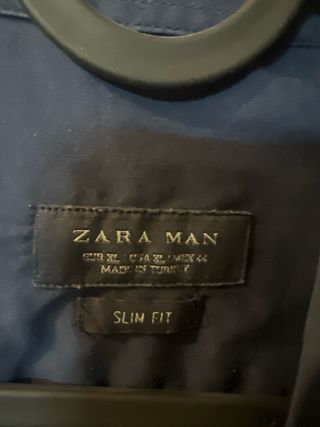 ZARA MAN
EUR XL USA XL MEX 44
MADE IN TURKEY
SLIM FIT